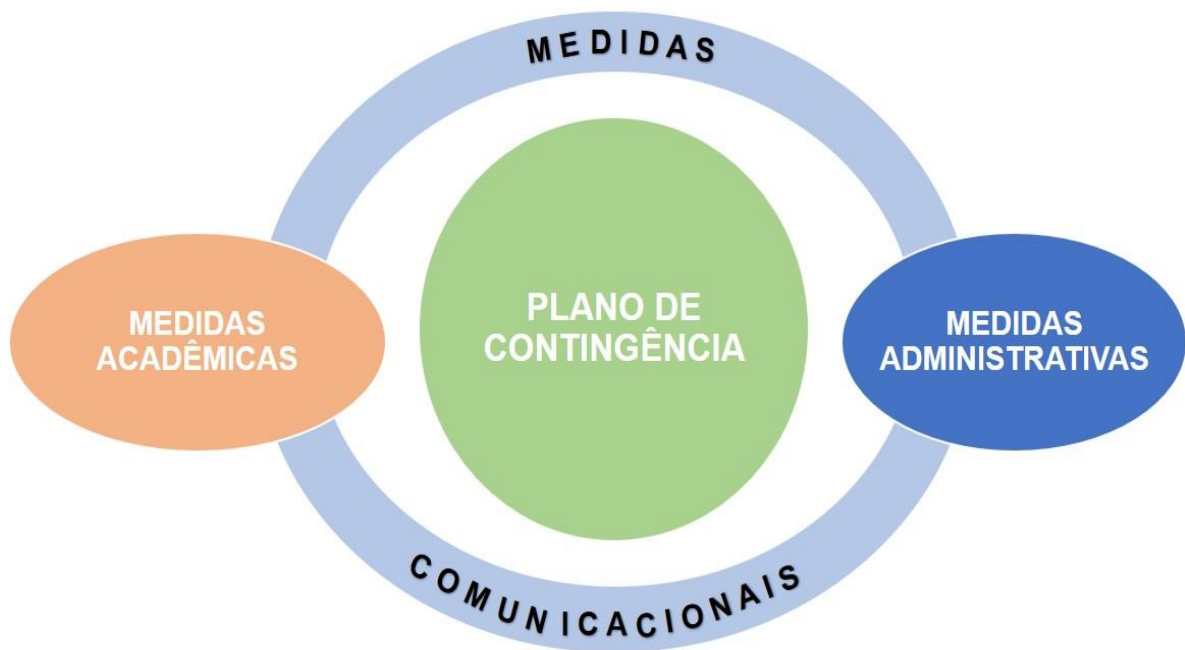 MEDIDAS
PLANO DE
CONTINGÊNCIA
MEDIDAS
ACADÊMICAS
MEDIDAS
ADMINISTRATIVAS
COMUNICACIONAIS